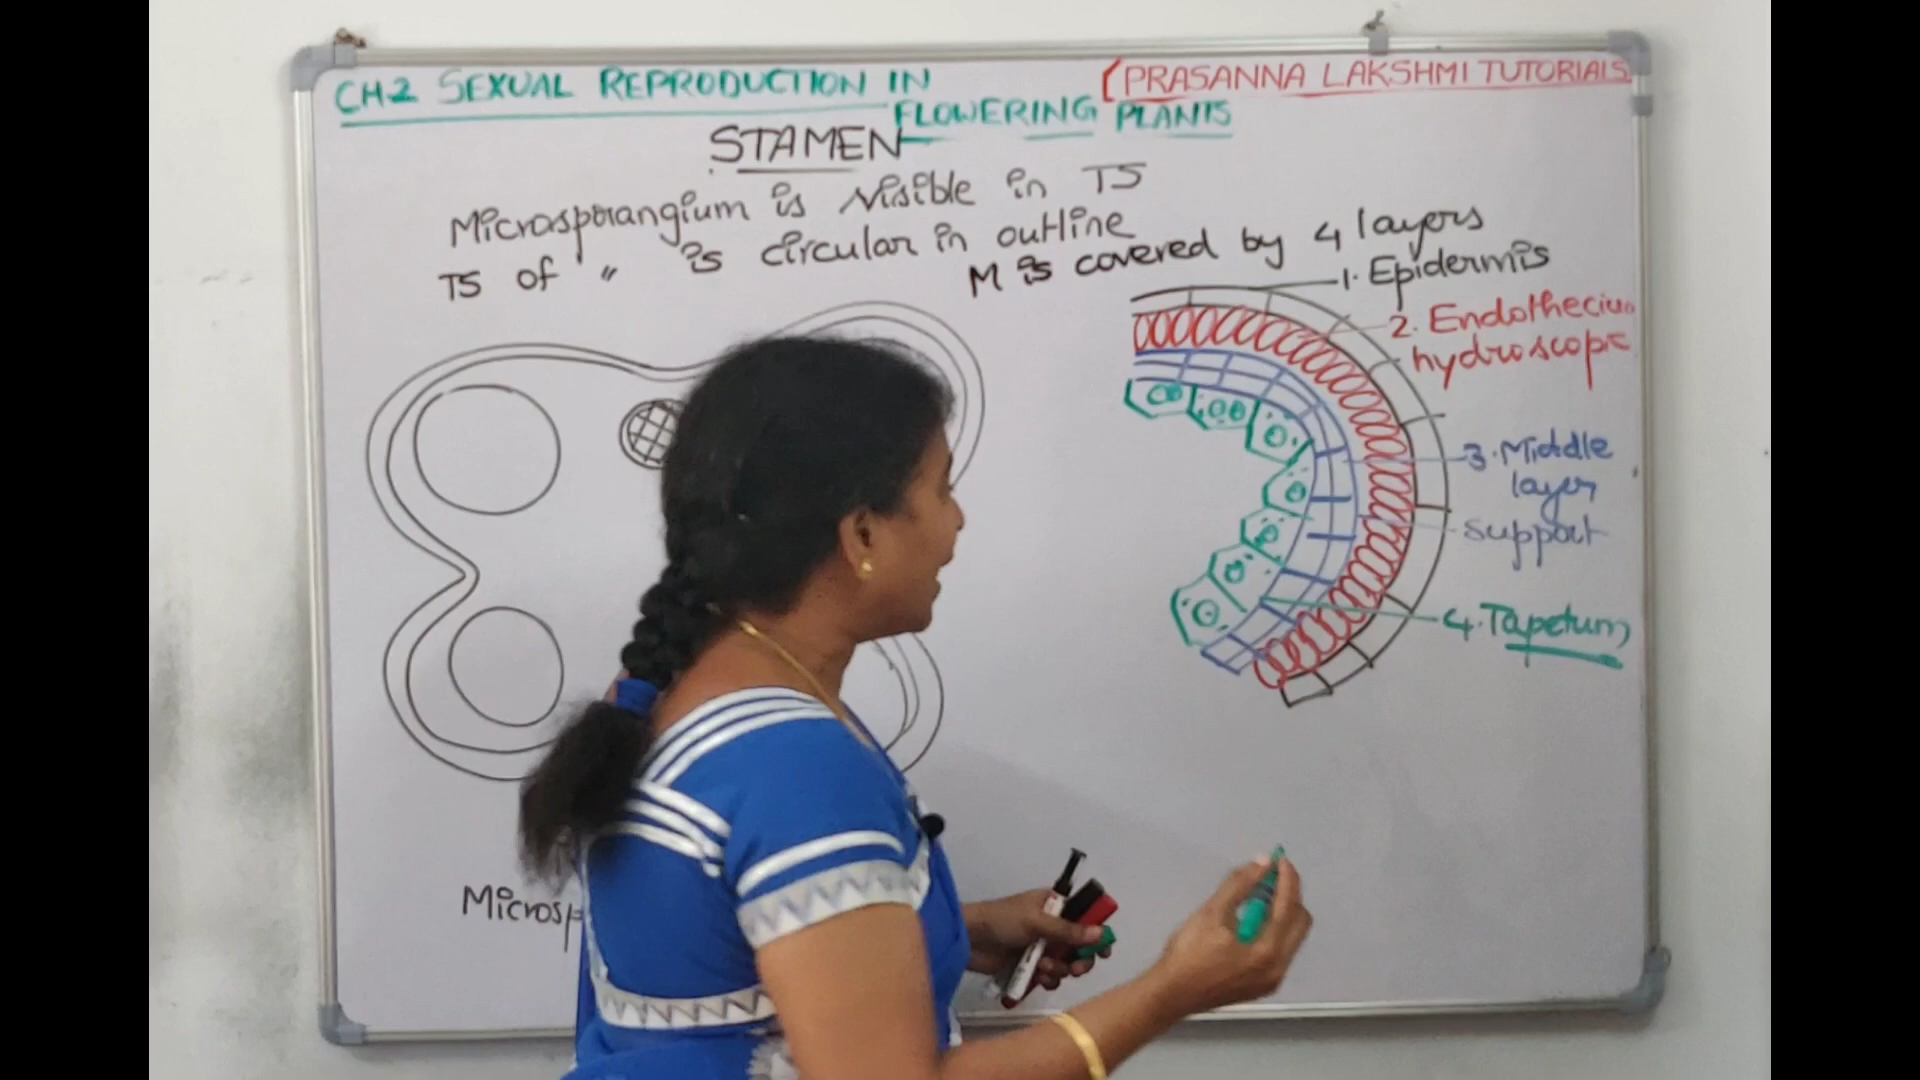 CH2 SEXUAL REPRODUCTION IN
FLOWERING PLANTS
(PRASANNA LAKSHMI TUTORIALS
STAMEN
Microsporangium is visible in TS
TS of " is circular in outline
M is covered by 4 layers
1. Epidermis
2. Endothecium
hydroscopic
3. Middle
layer
support
4. Tapetum
Microsp